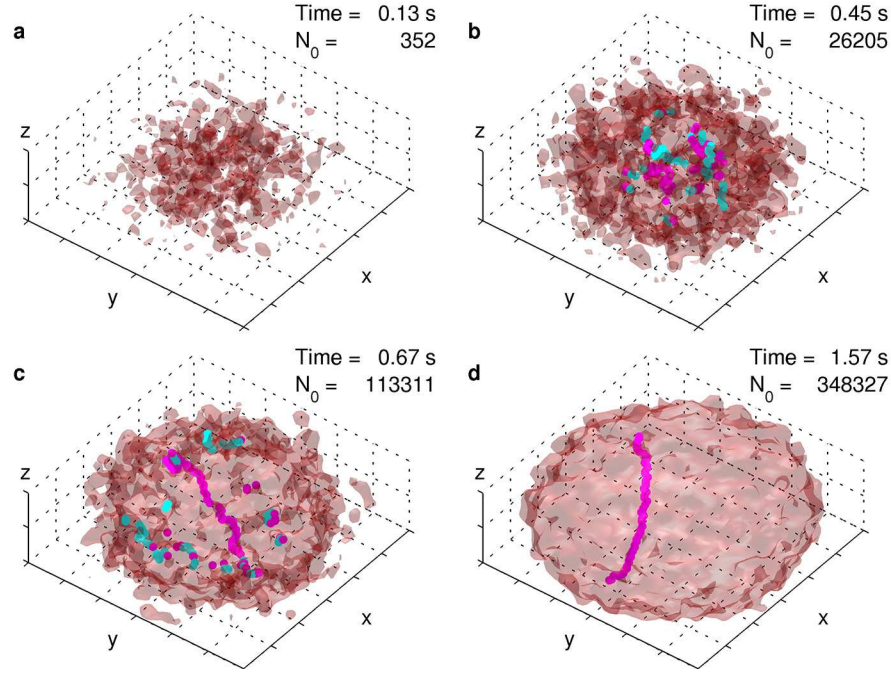 a
Time = 0.13 s
N0 = 352
z
y
x
b
Time = 0.45 s
N0 = 26205
z
y
x
c
Time = 0.67 s
N0 = 113311
z
y
x
d
Time = 1.57 s
N0 = 348327
z
y
x